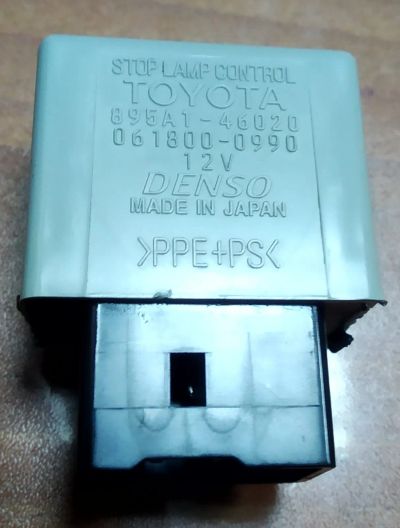 STOP LAMP CONTROL
TOYOTA
895A1-46020
061800-0990
12V
DENSO
MADE IN JAPAN
>PPE+PS<